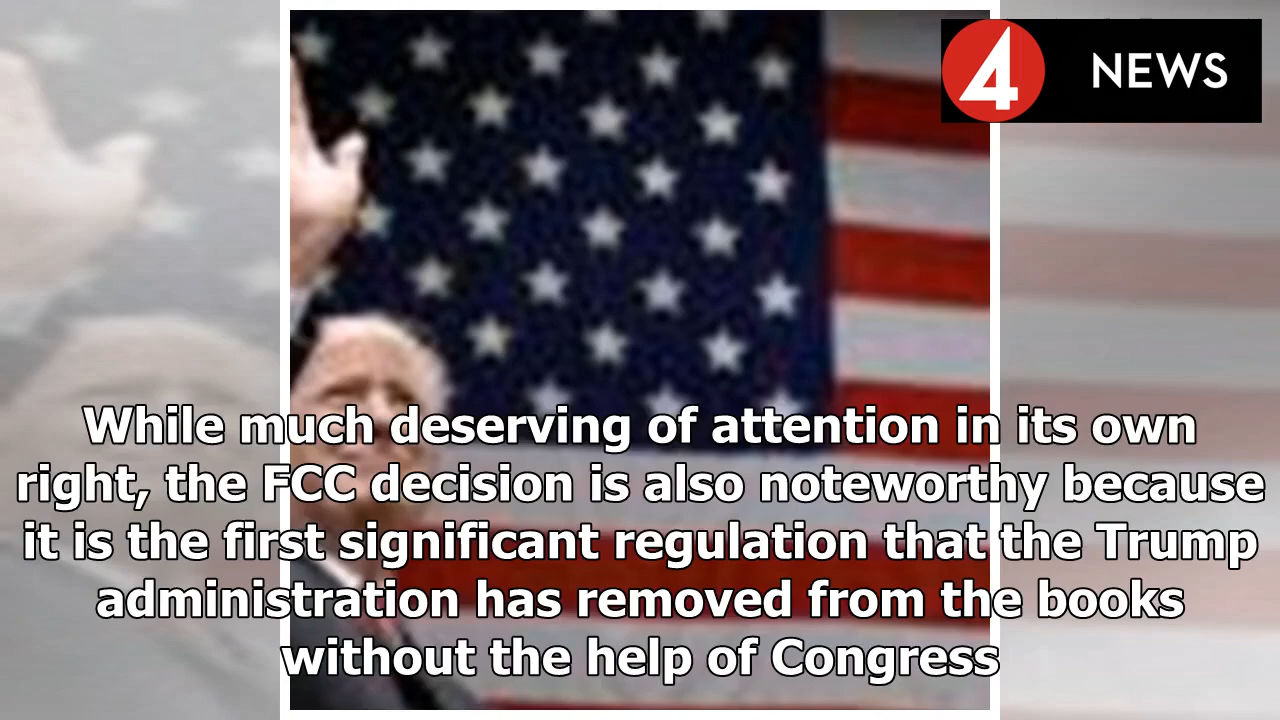 4 NEWS
While much deserving of attention in its own
right, the FCC decision is also noteworthy because
it is the first significant regulation that the Trump
administration has removed from the books
without the help of Congress